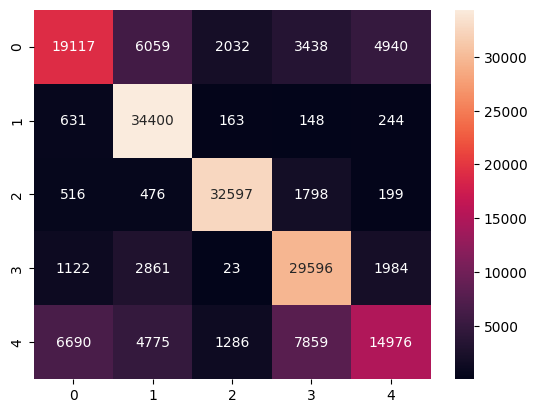 0 19117 6059 2032 3438 4940
1 631 34400 163 148 244
2 516 476 32597 1798 199
3 1122 2861 23 29596 1984
4 6690 4775 1286 7859 14976
0 1 2 3 4
30000
25000
20000
15000
10000
5000